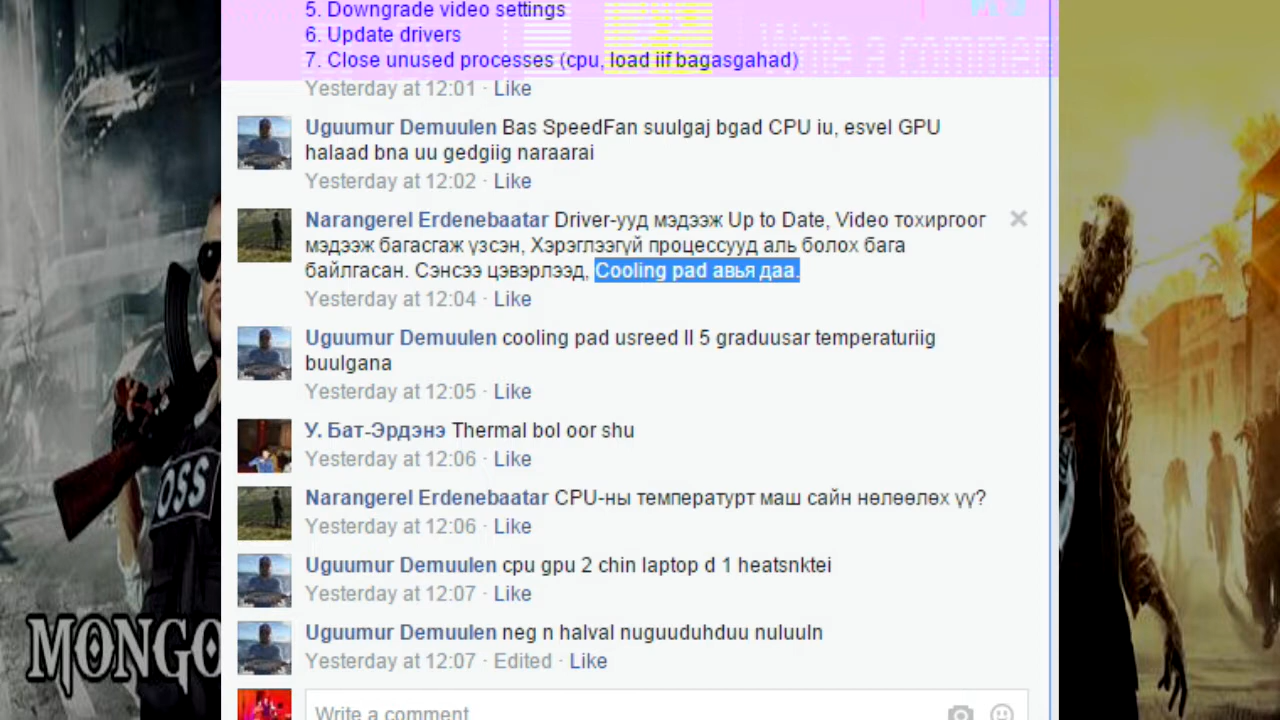 5. Downgrade video settings
6. Update drivers
Write a commen
7. Close unused processes (cpu, load iif bagasgahad)
Yesterday at 12:01 · Like
Uguumur Demuulen Bas SpeedFan suulgaj bgad CPU iu, esvel GPU
halaad bna uu gedgiig naraarai
Yesterday at 12:02 · Like
Narangerel Erdenebaatar Driver-ууд мэдээж Up to Date, Video тохиргоог
мэдээж багасгаж үзсэн, Хэрэглээгүй процессууд аль болох бага
байлгасан. Сэнсээ цэвэрлээд, Cooling pad авья даа.
Yesterday at 12:04 · Like
Uguumur Demuulen cooling pad usreed ll 5 graduusar temperaturiig
buulgana
Yesterday at 12:05 · Like
У. Бат-Эрдэнэ Thermal bol oor shu
Yesterday at 12:06 · Like
Narangerel Erdenebaatar CPU-ны температурт маш сайн нөлөөлөх үү?
Yesterday at 12:06 · Like
Uguumur Demuulen cpu gpu 2 chin laptop d 1 heatsnktei
Yesterday at 12:07 · Like
Uguumur Demuulen neg n halval nuguuduhduu nuluuln
Yesterday at 12:07 · Edited · Like
Write a comment
OSS
MONGO